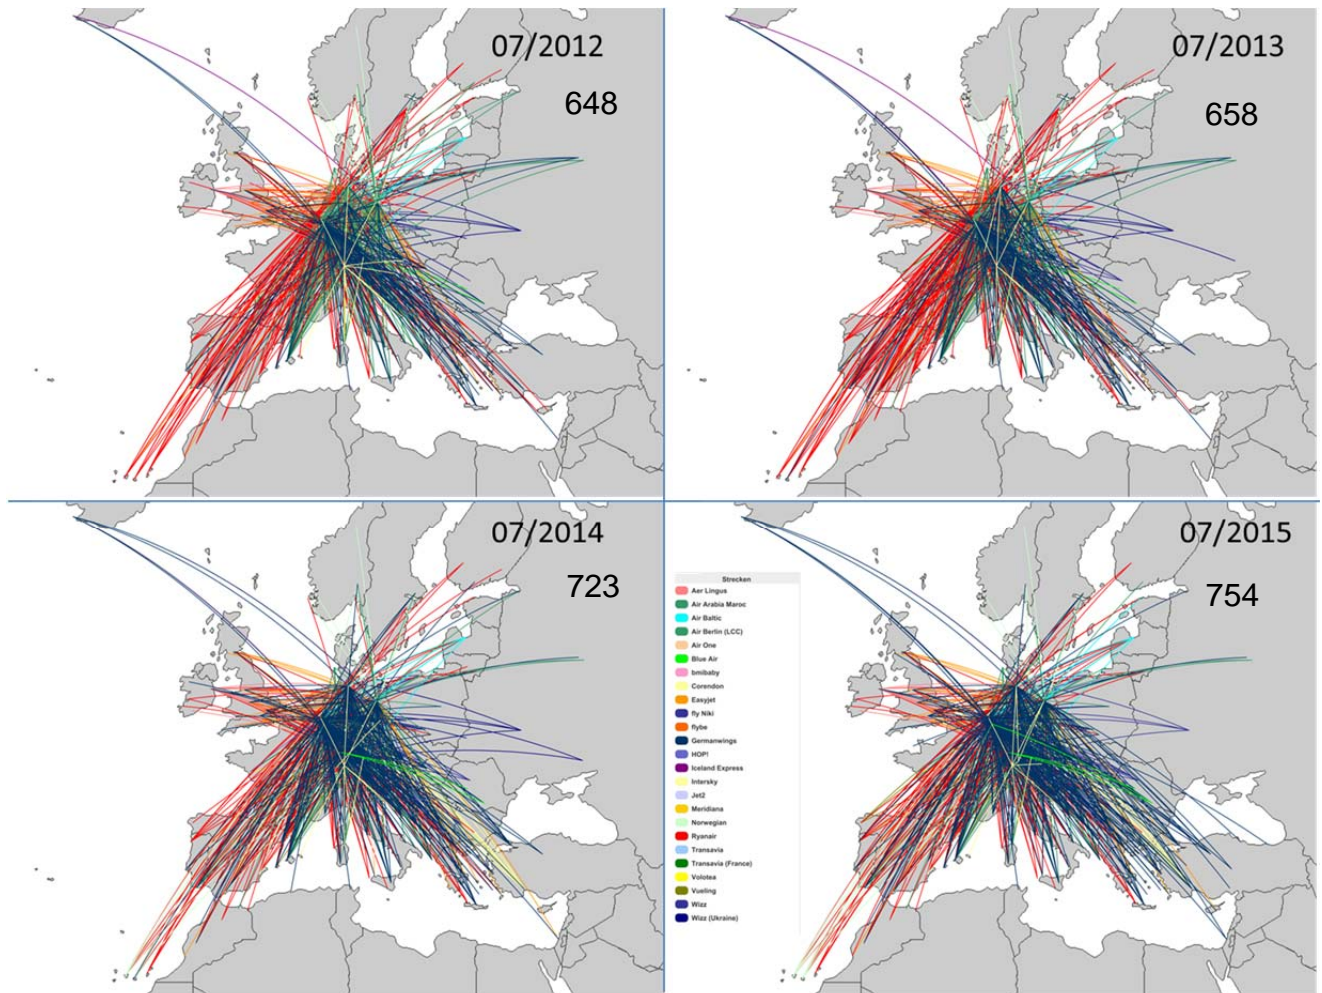 07/2012
648
07/2013
658
07/2014
723
07/2015
754
Strecken
Aer Lingus
Air Arabia Maroc
Air Baltic
Air Berlin (LCC)
Air One
Blue Air
bmibaby
Corendon
Easyjet
fly Niki
flybe
Germanwings
HOP!
Iceland Express
Intersky
Jet2
Meridiana
Norwegian
Ryanair
Transavia
Transavia (France)
Volotea
Vueling
Wizz
Wizz (Ukraine)